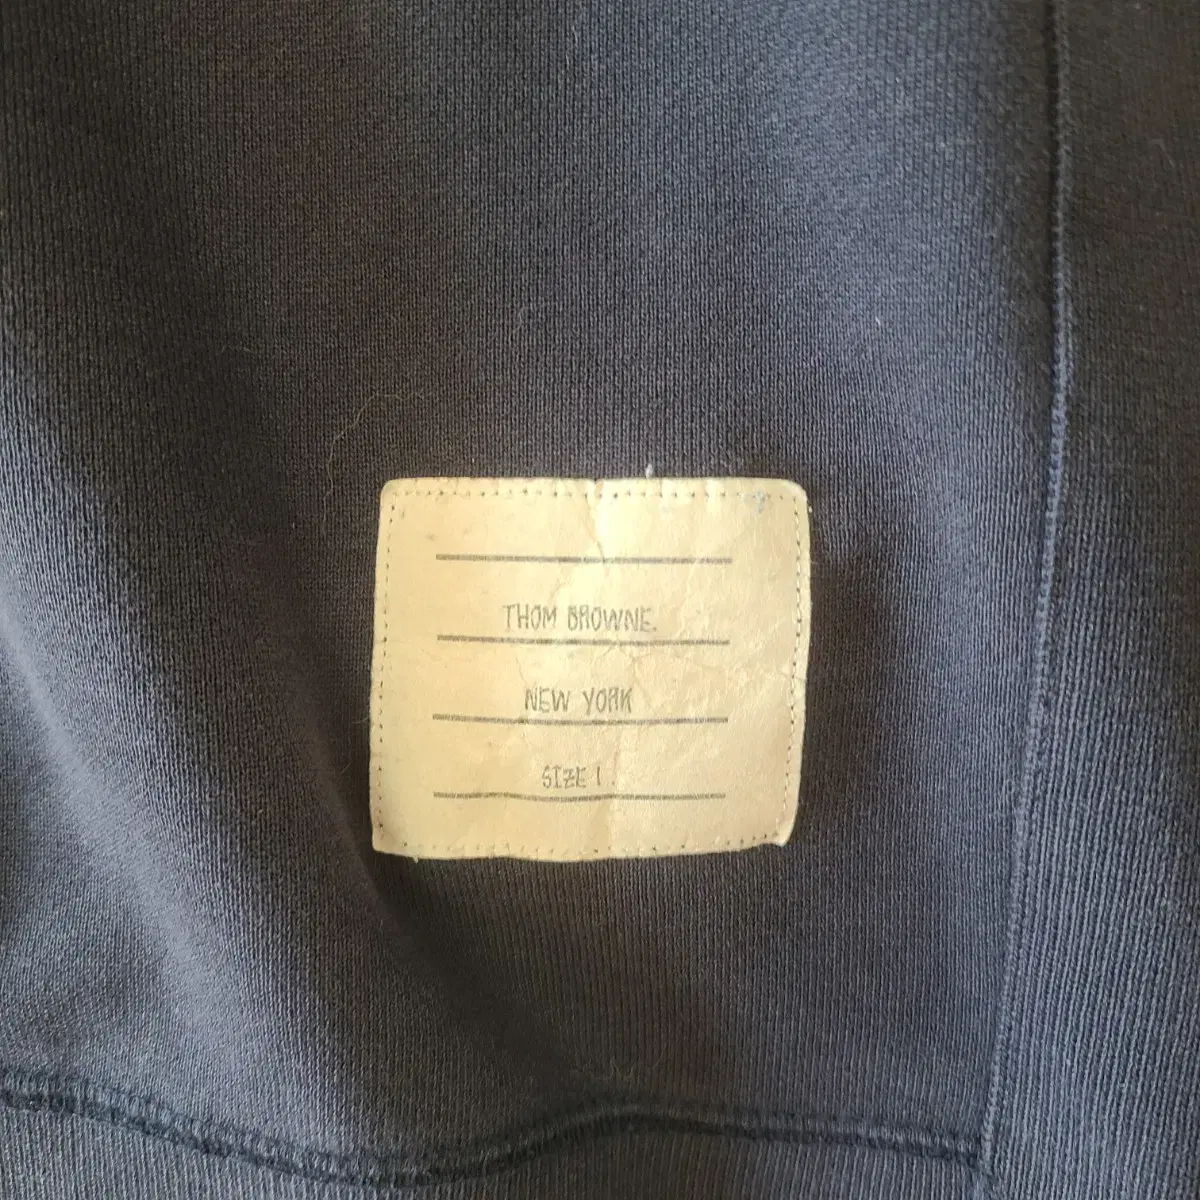 THOM BROWNE.
NEW YORK
SIZE 1.